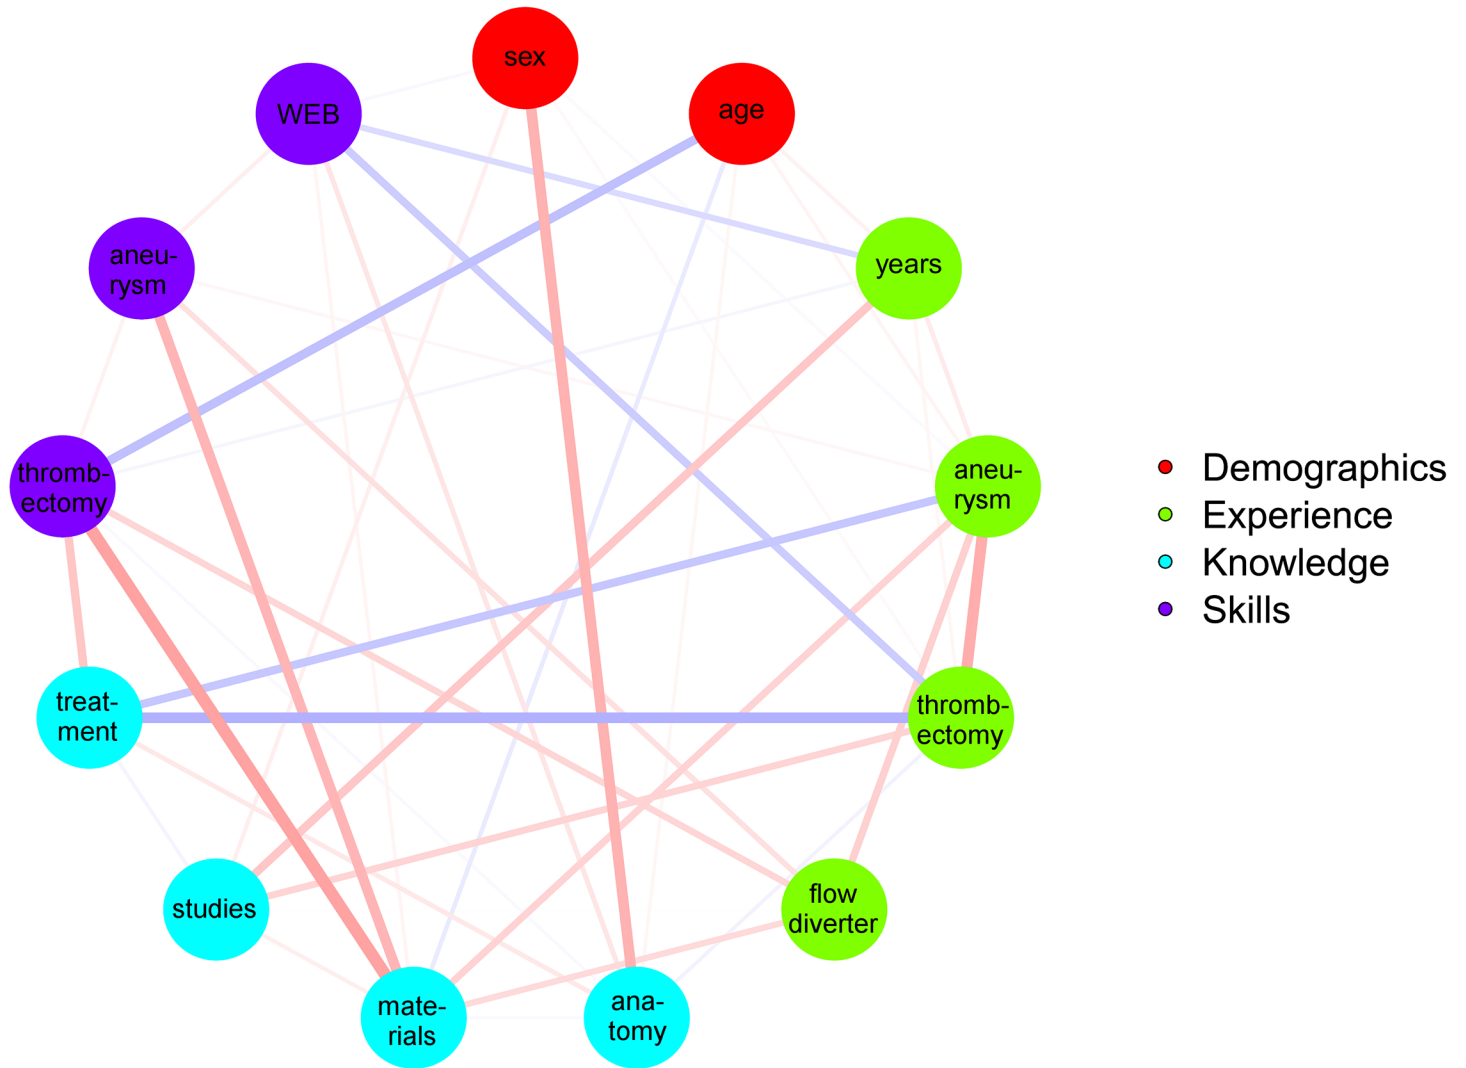 sex
age
WEB
years
aneu-
rysm
aneu-
rysm
thromb-
ectomy
thromb-
ectomy
treat-
ment
studies
flow
diverter
mate-
rials
ana-
tomy
Demographics
Experience
Knowledge
Skills